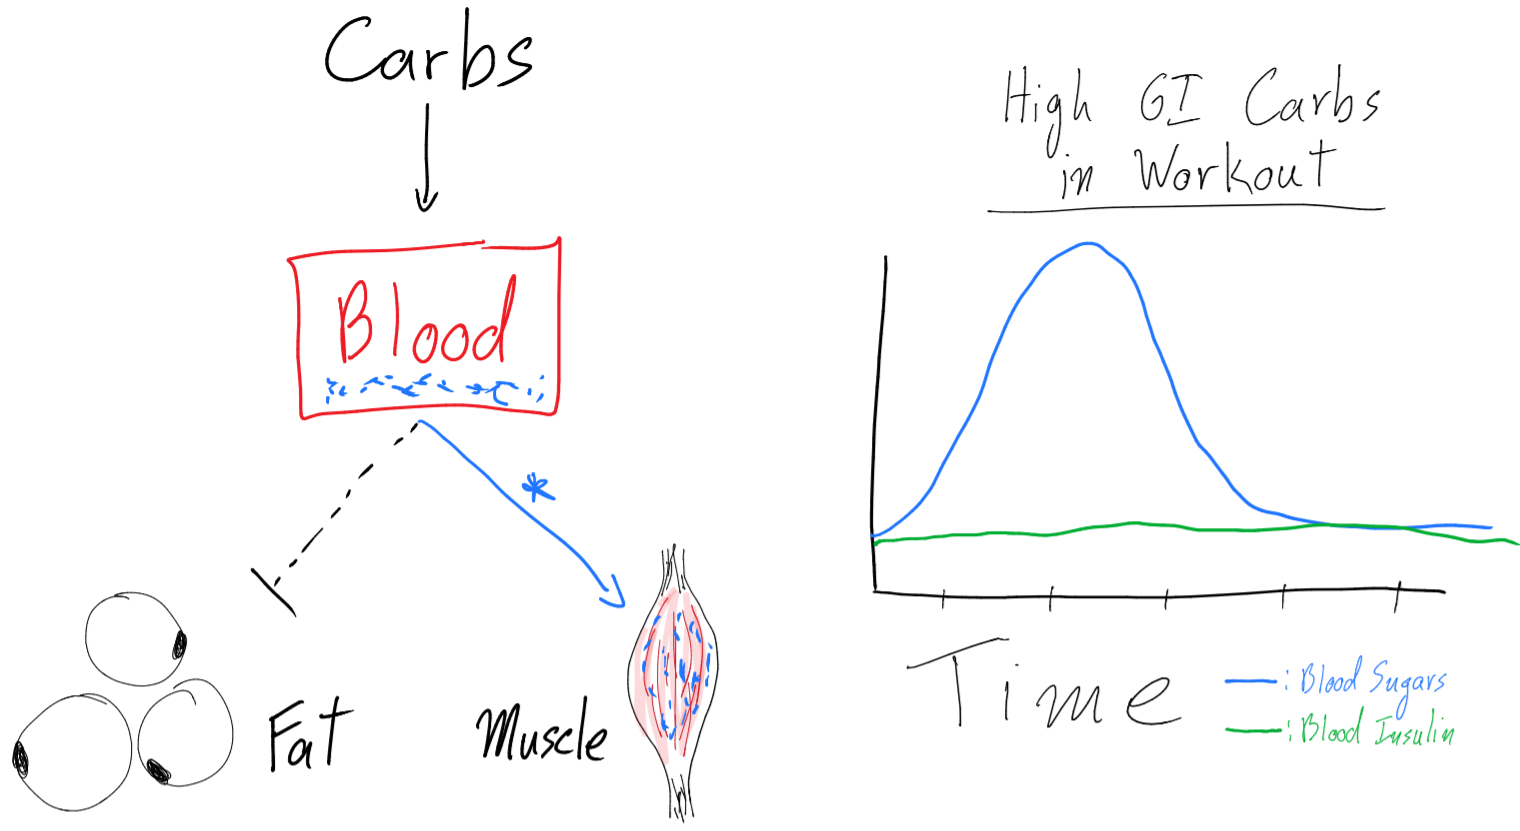 Carbs
Blood
*
Fat
Muscle
High GI Carbs
in Workout
Time
: Blood Sugars
: Blood Insulin